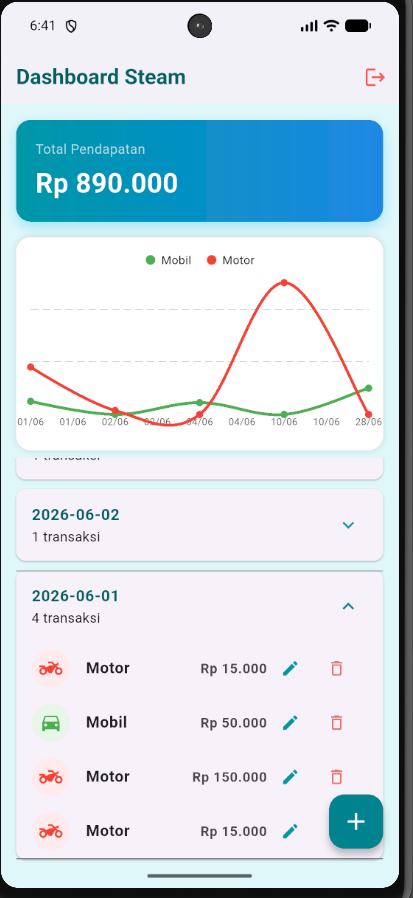 6:41
Dashboard Steam
Total Pendapatan
Rp 890.000
Mobil Motor
01/06 01/06 02/06 02/06 04/06 04/06 10/06 10/06 28/06
1 transaksi
2026-06-02
1 transaksi
2026-06-01
4 transaksi
Motor Rp 15.000
Mobil Rp 50.000
Motor Rp 150.000
Motor Rp 15.000